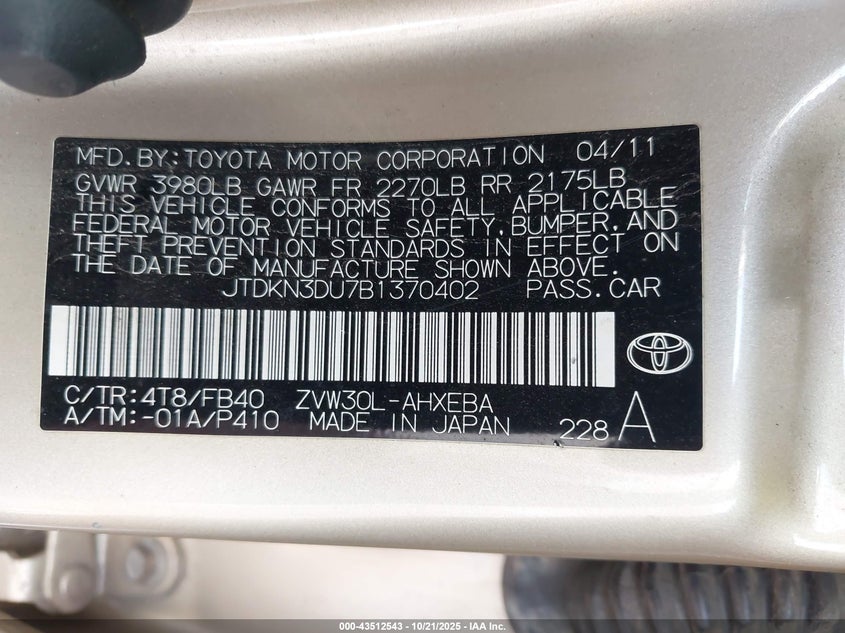 MFD. BY: TOYOTA MOTOR CORPORATION 04/11
GVWR 3980LB GAWR FR 2270LB RR 2175LB
THIS VEHICLE CONFORMS TO ALL APPLICABLE
FEDERAL MOTOR VEHICLE SAFETY, BUMPER, AND
THEFT PREVENTION STANDARDS IN EFFECT ON
THE DATE OF MANUFACTURE SHOWN ABOVE.
JTDKN3DU7B1370402 PASS. CAR
C/TR: 4T8/FB40 ZVW30L-AHXEBA
A/TM: -01A/P410 MADE IN JAPAN 228 A
000-43512543 - 10/21/2025 - IAA Inc.